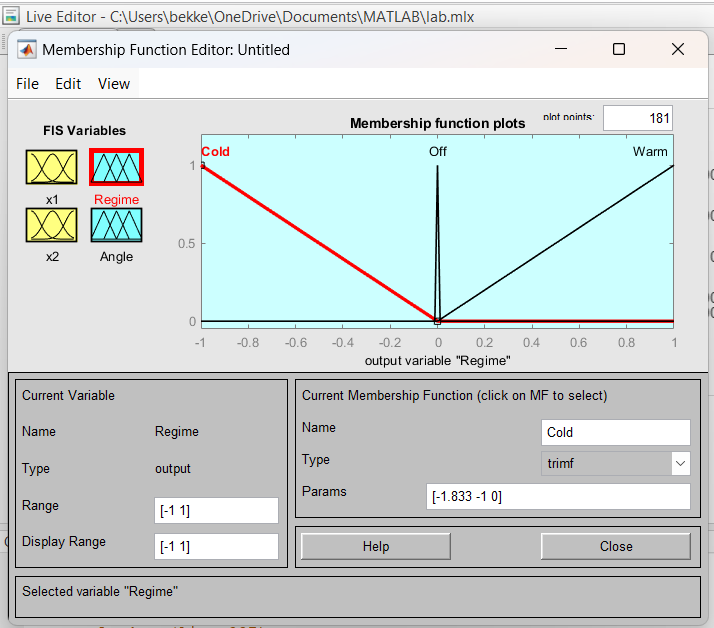 Live Editor - C:\Users\bekke\OneDrive\Documents\MATLAB\lab.mlx
Membership Function Editor: Untitled
File Edit View
FIS Variables
x1
Regime
x2
Angle
Membership function plots
plot points:
181
Cold
Off
Warm
1
0.5
0
-1 -0.8 -0.6 -0.4 -0.2 0 0.2 0.4 0.6 0.8 1
output variable "Regime"
Current Variable
Name Regime
Type output
Range [-1 1]
Display Range [-1 1]
Current Membership Function (click on MF to select)
Name Cold
Type trimf
Params [-1.833 -1 0]
Help Close
Selected variable "Regime"